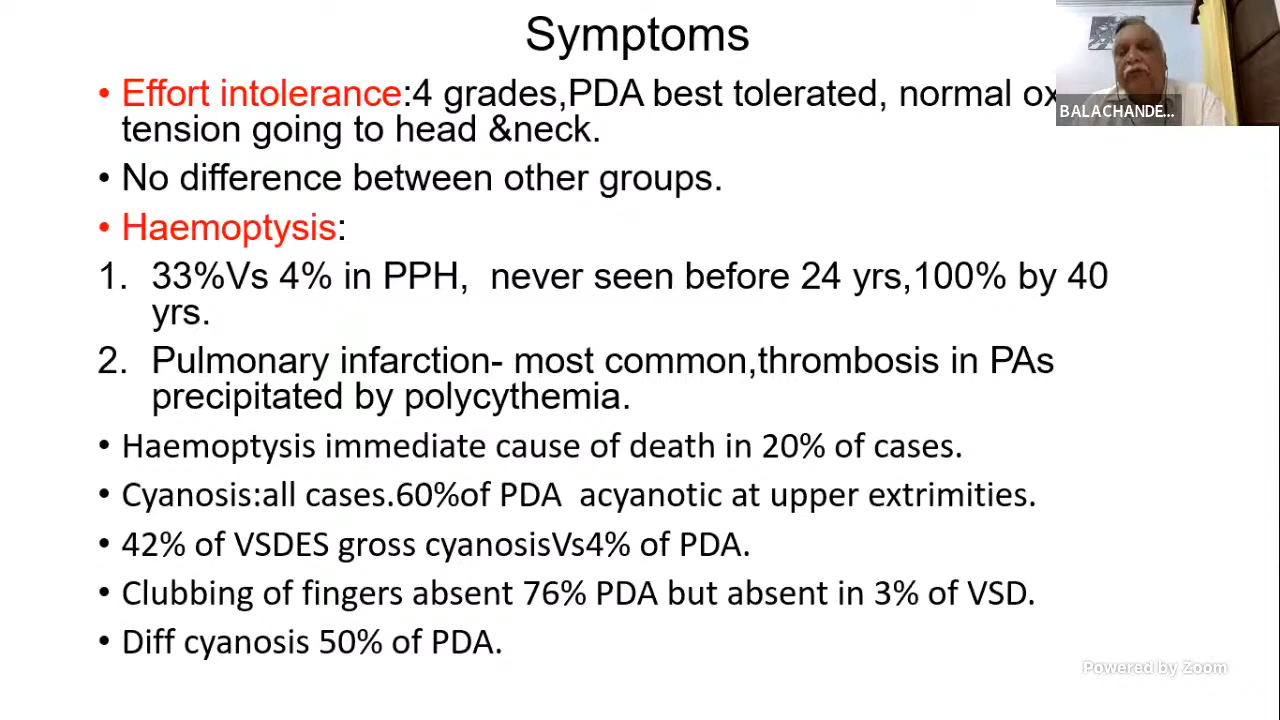 Symptoms
• Effort intolerance:4 grades,PDA best tolerated, normal
tension going to head &neck.
• No difference between other groups.
• Haemoptysis:
1. 33%Vs 4% in PPH, never seen before 24 yrs,100% by 40
yrs.
2. Pulmonary infarction- most common,thrombosis in PAs
precipitated by polycythemia.
• Haemoptysis immediate cause of death in 20% of cases.
• Cyanosis:all cases.60%of PDA acyanotic at upper extrimities.
• 42% of VSDES gross cyanosisVs4% of PDA.
• Clubbing of fingers absent 76% PDA but absent in 3% of VSD.
• Diff cyanosis 50% of PDA.
BALACHANDE...
Powered by Zoom